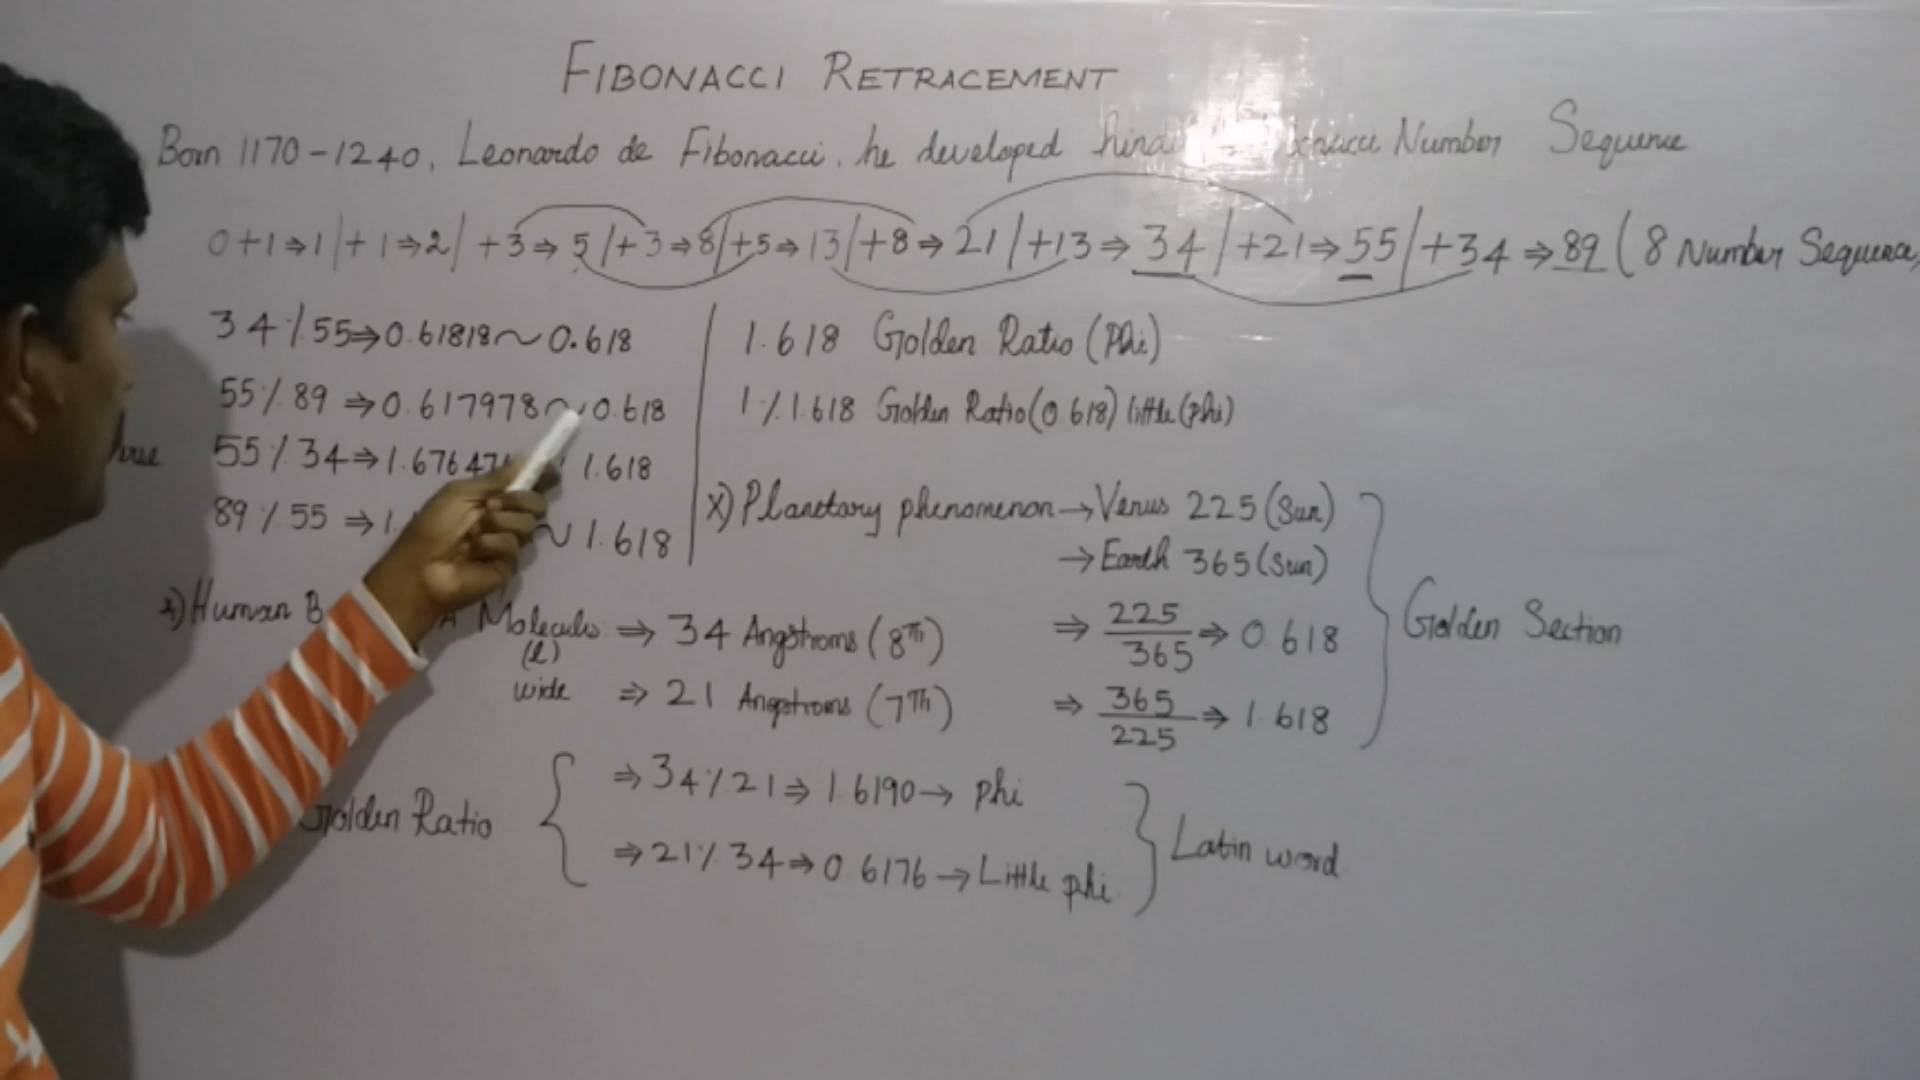 FIBONACCI RETRACEMENT
Born 1170-1240, Leonardo de Fibonacci, he developed Number Sequence
0+1⇒1|+1⇒2|+3⇒5|+3⇒8|+5⇒13|+8⇒21|+13⇒34|+21⇒55|+34⇒89 (8 Number Sequence)
34%55⇒0.61818~0.618
55%89⇒0.617978~0.618
55%34⇒1.6764 1.618
89%55⇒1. ~1.618
1.618 Golden Ratio (Phi)
1%1.618 Golden Ratio (0.618) little (phi)
x) Planetary phenomenon → Venus 225 (Sun)
→ Earth 365 (Sun)
⇒ 225/365 ⇒ 0.618
⇒ 365/225 ⇒ 1.618
Golden Section
x) Human B Molecules ⇒ 34 Angstroms (8Th)
(l)
wide ⇒ 21 Angstroms (7Th)
Golden Ratio
⇒ 34%21 ⇒ 1.6190 → phi
⇒ 21%34 ⇒ 0.6176 → Little phi.
Latin word